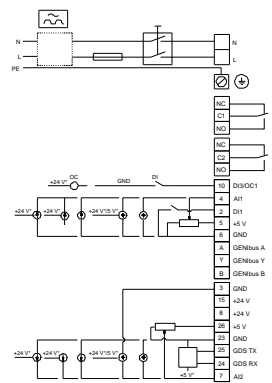 N
N
L
L
PE
NC
C1
NO
NC
C2
NO
OC
+24 V*
GND
DI
10 DI3/OC1
4 AI1
2 DI1
+24 V* +24 V* +24 V*/5 V*
5 +5 V
6 GND
A GENIbus A
Y GENIbus Y
B GENIbus B
3 GND
15 +24 V
8 +24 V
26 +5 V
23 GND
25 GDS TX
+24 V* +24 V* +24 V*/5 V*
24 GDS RX
+5 V*
7 AI2